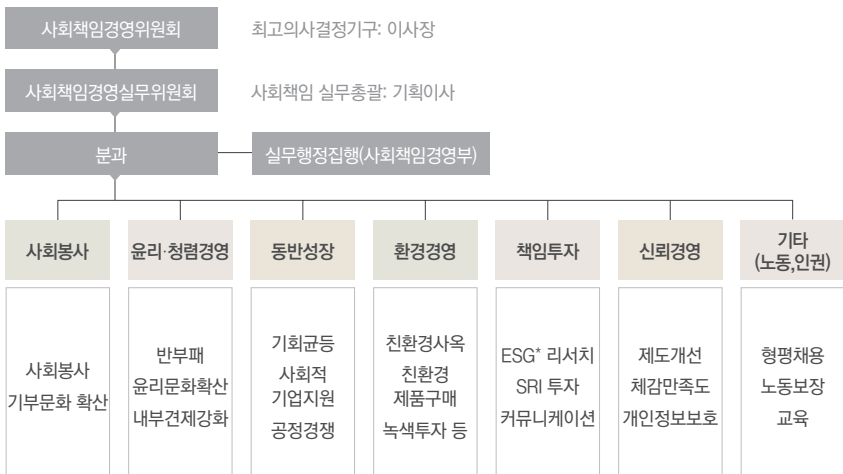 사회책임경영위원회
최고의사결정기구: 이사장
사회책임경영실무위원회
사회책임 실무총괄: 기획이사
분과
실무행정집행(사회책임경영부)
사회봉사
윤리·청렴경영
동반성장
환경경영
책임투자
신뢰경영
기타
(노동,인권)
사회봉사
기부문화 확산
반부패
윤리문화확산
내부견제강화
기회균등
사회적
기업지원
공정경쟁
친환경사옥
친환경
제품구매
녹색투자 등
ESG* 리서치
SRI 투자
커뮤니케이션
제도개선
체감만족도
개인정보보호
형평채용
노동보장
교육